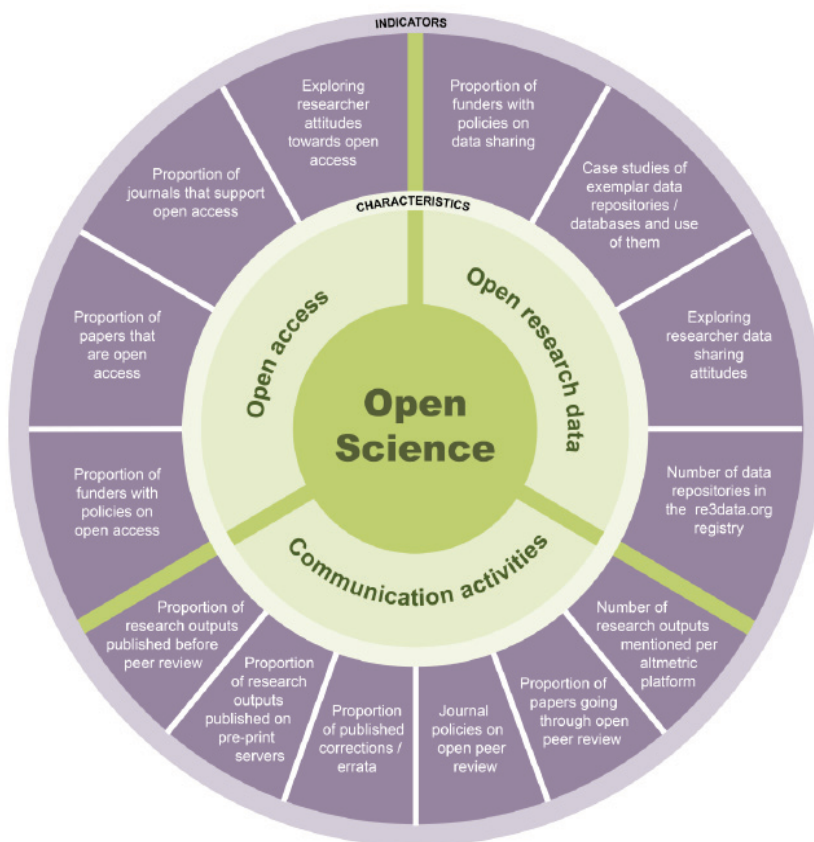 INDICATORS
Exploring
researcher
attitudes
towards open
access
Proportion of
funders with
policies on
data sharing
Proportion of
journals that support
open access
Case studies of
exemplar data
repositories /
databases and use
of them
CHARACTERISTICS
Open access
Open research data
Proportion of
papers that
are open
access
Exploring
researcher data
sharing
attitudes
Open
Science
Proportion of
funders with
policies on
open access
Number of data
repositories in
the re3data.org
registry
Communication activities
Proportion of
research outputs
published before
peer review
Proportion
of research
outputs
published on
pre-print
servers
Proportion
of published
corrections /
errata
Journal
policies on
open peer
review
Proportion of
papers going
through open
peer review
Number of
research outputs
mentioned per
altmetric
platform